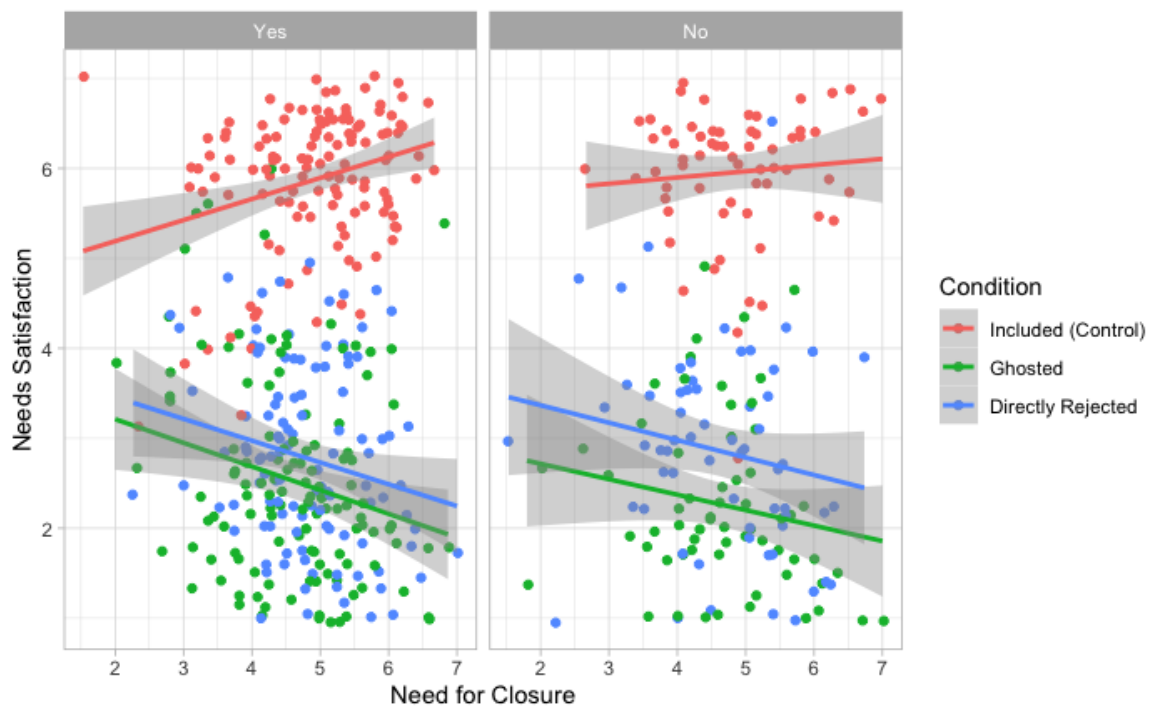 Yes
No
6
4
2
Needs Satisfaction
2 3 4 5 6 7
2 3 4 5 6 7
Need for Closure
Condition
Included (Control)
Ghosted
Directly Rejected